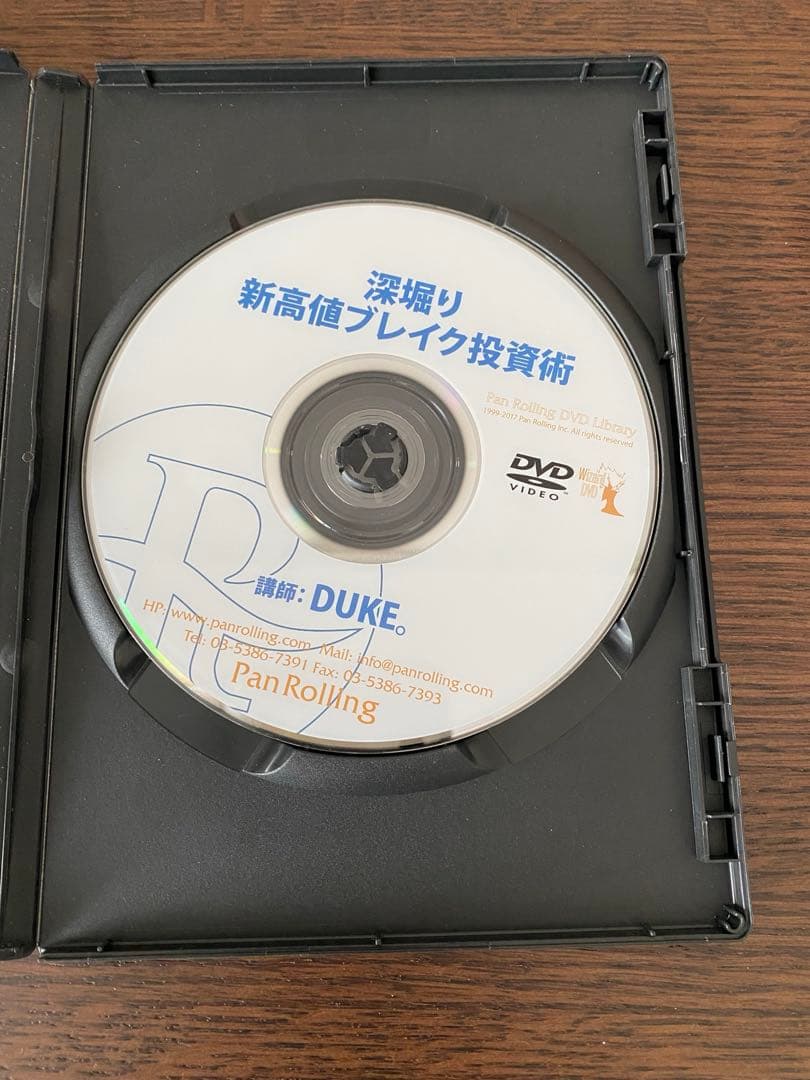 深堀り
新高値ブレイク投資術
Pan Rolling DVD Library
1999-2017 Pan Rolling Inc. All rights reserved
DVD
VIDEO
Wizard
DVD
講師: DUKE。
HP: www.panrolling.com Mail: info@panrolling.com
Tel: 03-5386-7391 Fax: 03-5386-7393
Pan Rolling